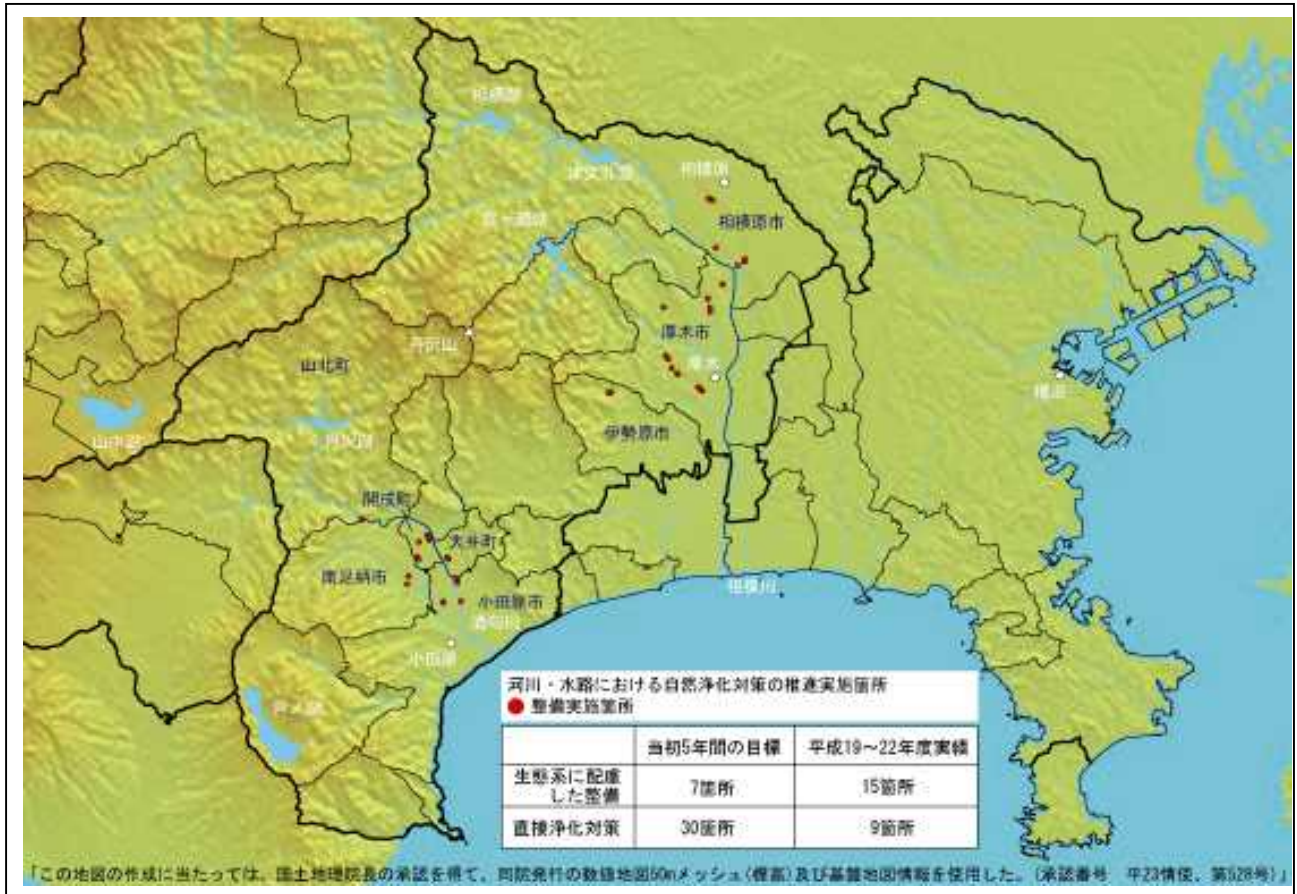 相模湖
津久井湖
相模原
宮ヶ瀬湖
相模原市
丹沢山
厚木市
厚木
山北町
横浜
伊勢原市
山中湖
丹沢湖
開成町
大井町
南足柄市
小田原市
酒匂川
相模川
小田原
芦ノ湖
河川・水路における自然浄化対策の推進実施箇所
整備実施箇所
当初5年間の目標 平成19～22年度実績
生態系に配慮
した整備 7箇所 15箇所
直接浄化対策 30箇所 9箇所
「この地図の作成に当たっては、国土地理院長の承認を得て、同院発行の数値地図50mメッシュ（標高）及び基盤地図情報を使用した。（承認番号 平23情使、第528号）」